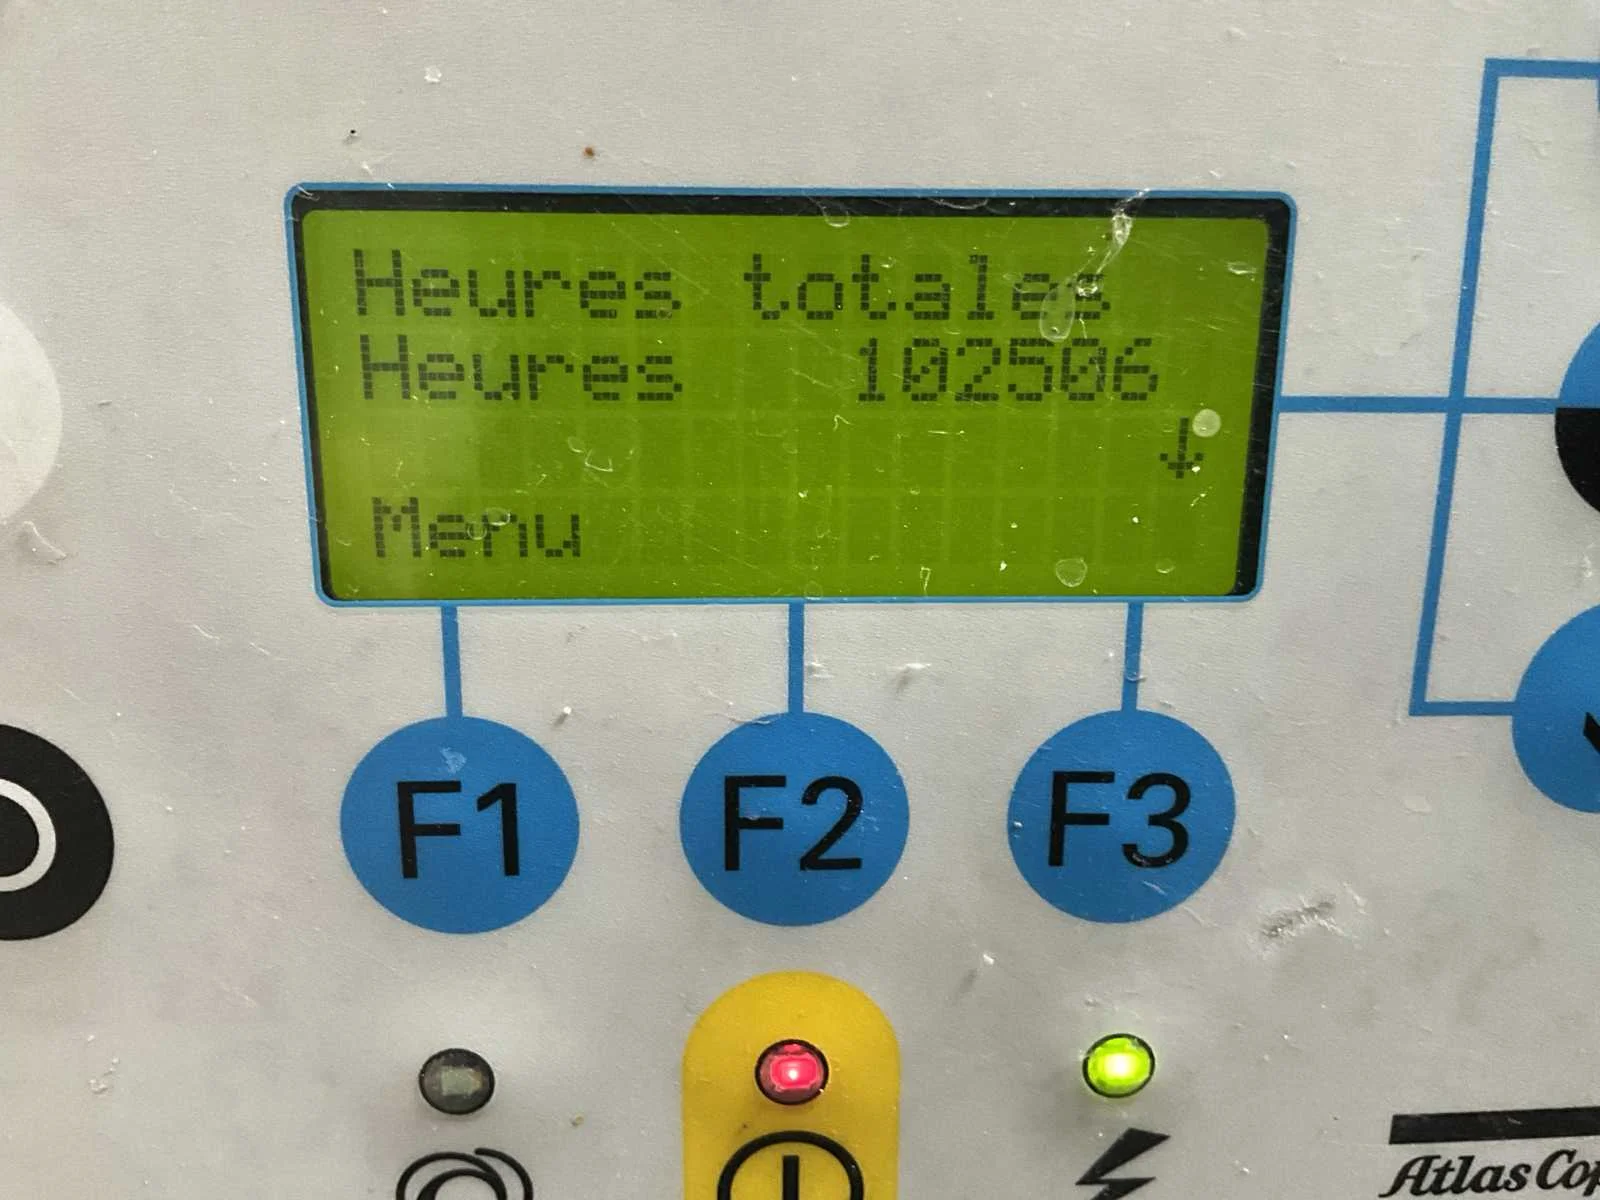 Heures totales
Heures 102506
↓
Menu
F1 F2 F3
Atlas Cop